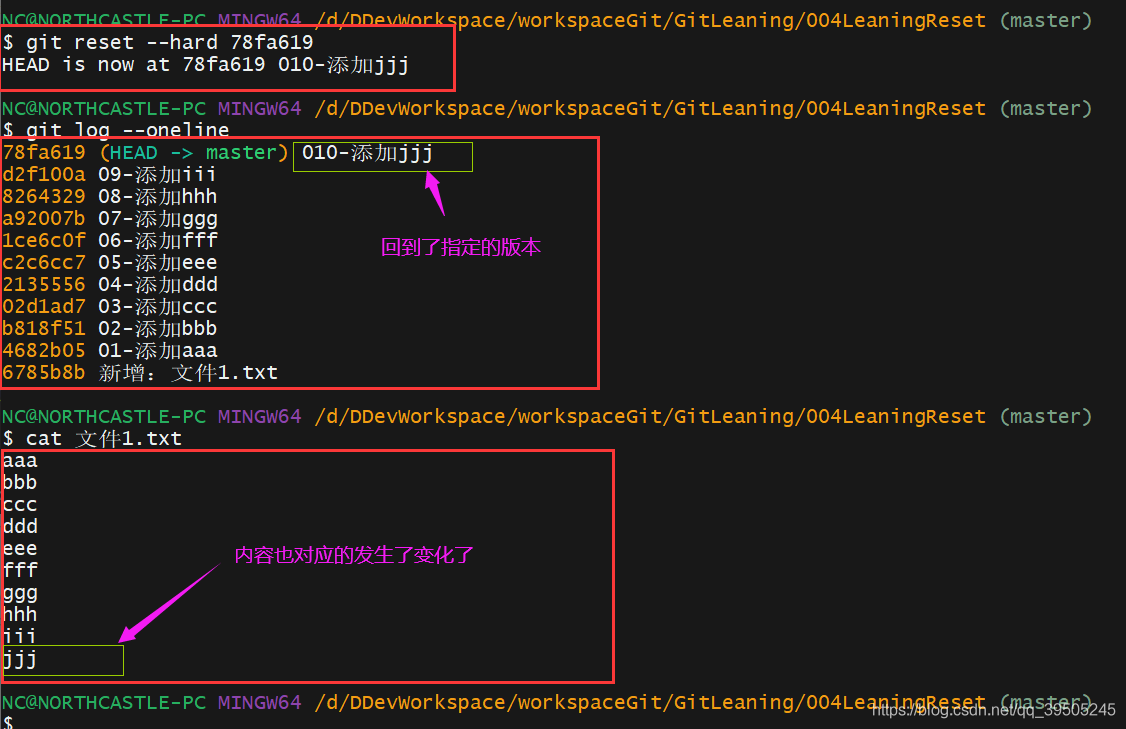 NC@NORTHCASTLE-PC MINGW64 /d/DDevWorkspace/workspaceGit/GitLeaning/004LeaningReset (master)
$ git reset --hard 78fa619
HEAD is now at 78fa619 010-添加jjj
NC@NORTHCASTLE-PC MINGW64 /d/DDevWorkspace/workspaceGit/GitLeaning/004LeaningReset (master)
$ git log --oneline
78fa619 (HEAD -> master) 010-添加jjj
d2f100a 09-添加iii
8264329 08-添加hhh
a92007b 07-添加ggg
1ce6c0f 06-添加fff
回到了指定的版本
c2c6cc7 05-添加eee
2135556 04-添加ddd
02d1ad7 03-添加ccc
b818f51 02-添加bbb
4682b05 01-添加aaa
6785b8b 新增：文件1.txt
NC@NORTHCASTLE-PC MINGW64 /d/DDevWorkspace/workspaceGit/GitLeaning/004LeaningReset (master)
$ cat 文件1.txt
aaa
bbb
ccc
ddd
eee
内容也对应的发生了变化了
fff
ggg
hhh
iii
jjj
NC@NORTHCASTLE-PC MINGW64 /d/DDevWorkspace/workspaceGit/GitLeaning/004LeaningReset (master)
https://blog.csdn.net/qq_39505245
$